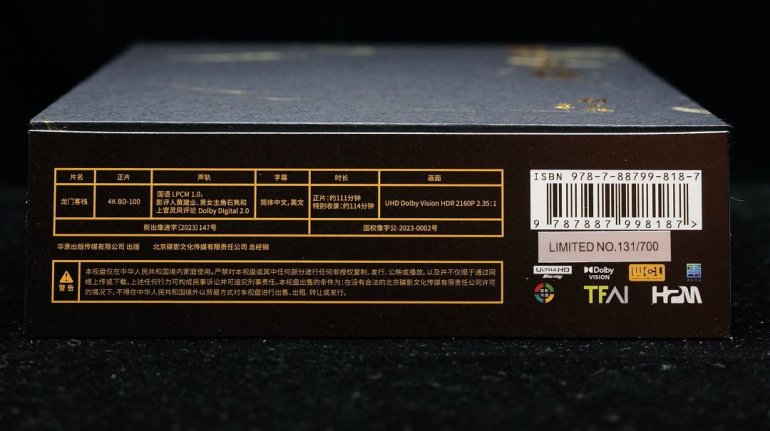 片名 正片 声轨 字幕 时长 画面
龙门客栈 4K BD-100 国语 LPCM 1.0, 影评人黄建业、男女主角石隽和 上官灵凤评论 Dolby Digital 2.0 简体中文, 英文 正片: 约111分钟 特别收录: 约114分钟 UHD Dolby Vision HDR 2160P 2.35:1
新出像进字 (2023) 147号 国权像字公-2023-0002号
华录出版传媒有限公司 出版 北京碟影文化传媒有限责任公司 总经销
警告
本视盘仅在中华人民共和国境内家庭使用。严禁对本视盘或其中任何部分进行任何非授权复制、发行、公映或播放, 以及并不仅限于通过网
络上传或下载。上述任何行为可构成民事诉讼并可追究刑事责任。本视盘出售的条件为: 在没有合法的北京碟影文化传媒有限责任公司许可
的情况下, 不得在中华人民共和国境外以贸易方式对本视盘进行出售、出租、转让或发行。
ISBN 978-7-88799-818-7
9 787887 998187
LIMITED NO.131/700
ULTRA HD Blu-ray
Dolby VISION
WCL
TFAI
HPM